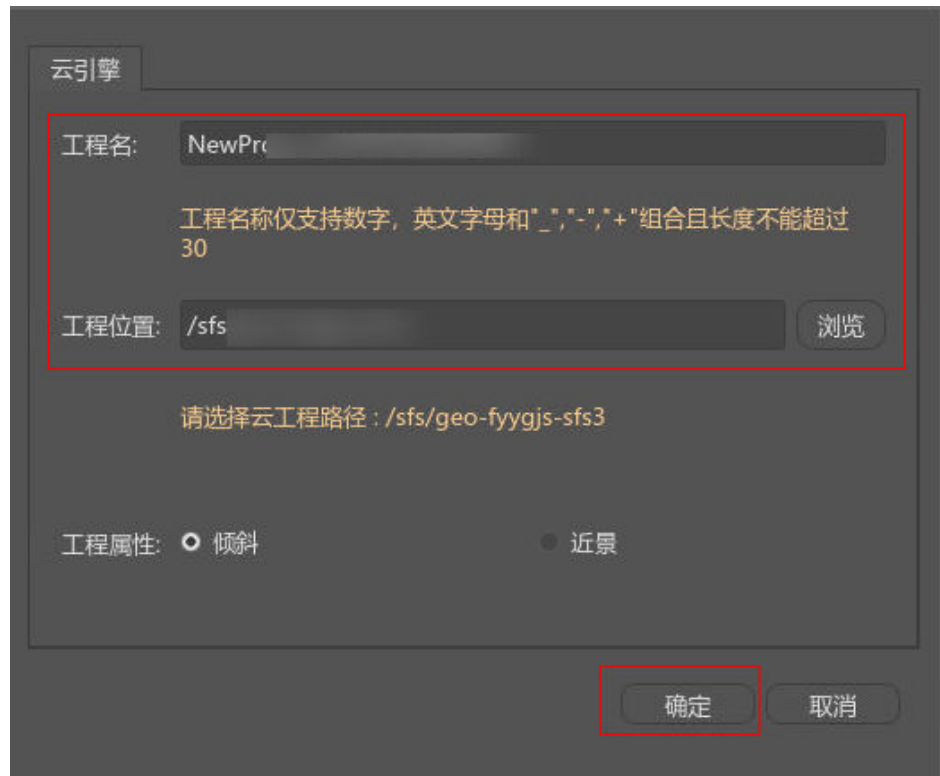 云引擎
工程名: NewPr
工程名称仅支持数字，英文字母和"_","-","+"组合且长度不能超过
30
工程位置: /sfs 浏览
请选择云工程路径 : /sfs/geo-fyygjs-sfs3
工程属性: 倾斜 近景
确定 取消